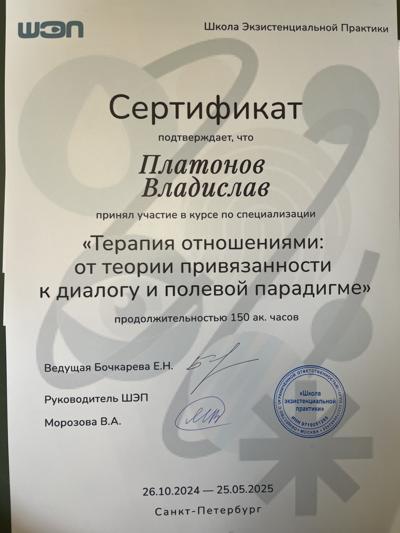 ШЭП
Школа Экзистенциальной Практики
Сертификат
подтверждает, что
Платонов
Владислав
принял участие в курсе по специализации
«Терапия отношениями:
от теории привязанности
к диалогу и полевой парадигме»
продолжительностью 150 ак. часов
Ведущая Бочкарева Е.Н.
Руководитель ШЭП
Морозова В.А.
«Школа
экзистенциальной
практики»
26.10.2024 — 25.05.2025
Санкт-Петербург